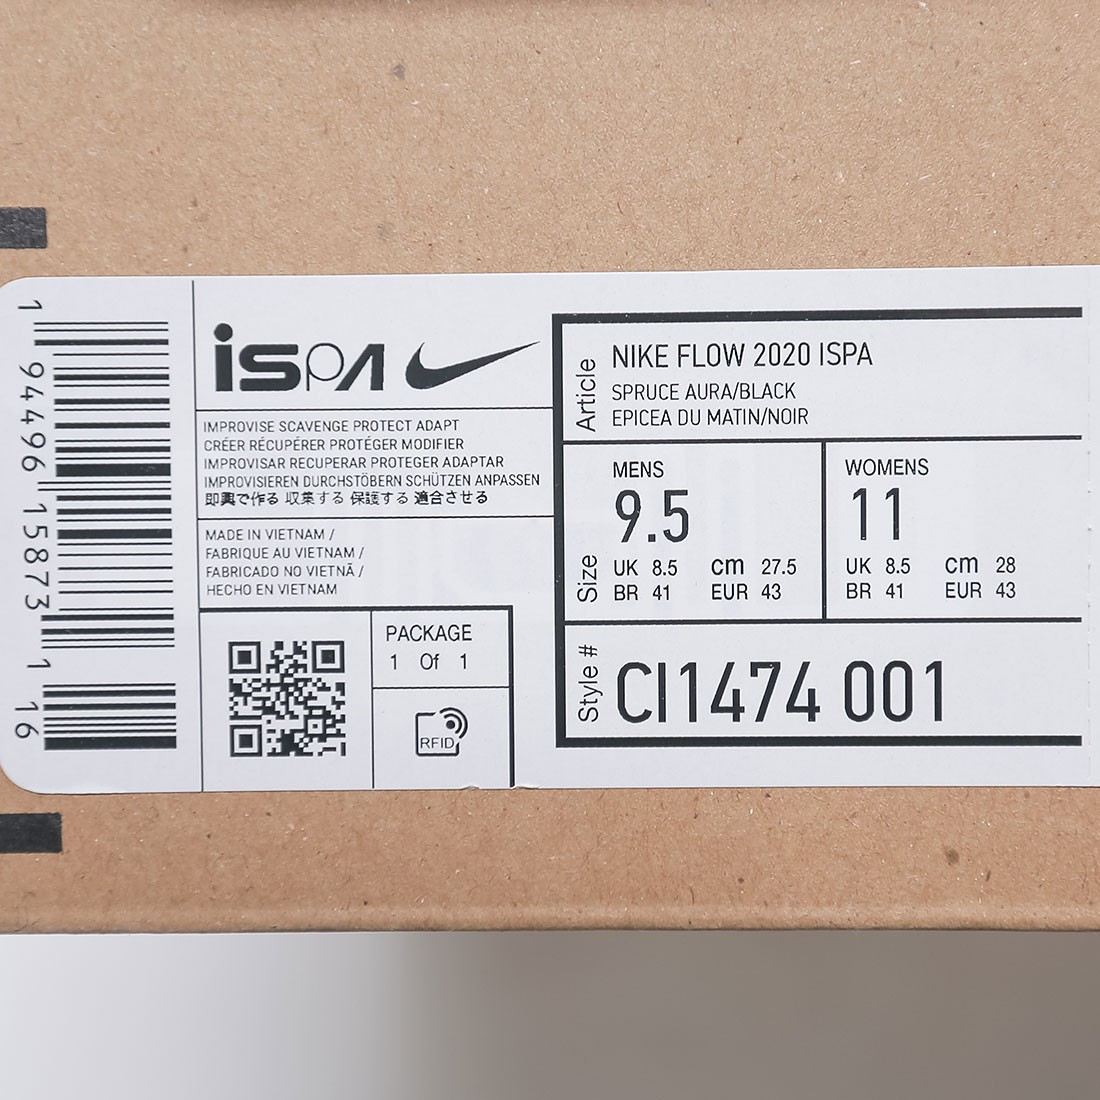 1 94496 15873 1 16
ISPA
IMPROVISE SCAVENGE PROTECT ADAPT
CRÉER RÉCUPÉRER PROTÉGER MODIFIER
IMPROVISAR RECUPERAR PROTEGER ADAPTAR
IMPROVISIEREN DURCHSTÖBERN SCHÜTZEN ANPASSEN
即興で作る 収集する 保護する 適合させる
MADE IN VIETNAM /
FABRIQUE AU VIETNAM /
FABRICADO NO VIETNÃ /
HECHO EN VIETNAM
PACKAGE
1 Of 1
RFID
Article
NIKE FLOW 2020 ISPA
SPRUCE AURA/BLACK
EPICEA DU MATIN/NOIR
Size
MENS
9.5
UK 8.5 cm 27.5
BR 41 EUR 43
WOMENS
11
UK 8.5 cm 28
BR 41 EUR 43
Style #
CI1474 001